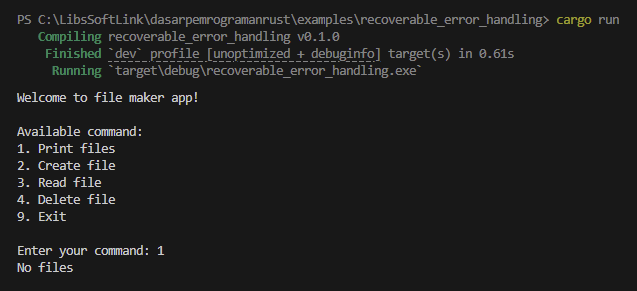 PS C:\LibsSoftLink\dasarpemrogramanrust\examples\recoverable_error_handling> cargo run
Compiling recoverable_error_handling v0.1.0
Finished `dev` profile [unoptimized + debuginfo] target(s) in 0.61s
Running `target\debug\recoverable_error_handling.exe`
Welcome to file maker app!
Available command:
1. Print files
2. Create file
3. Read file
4. Delete file
9. Exit
Enter your command: 1
No files